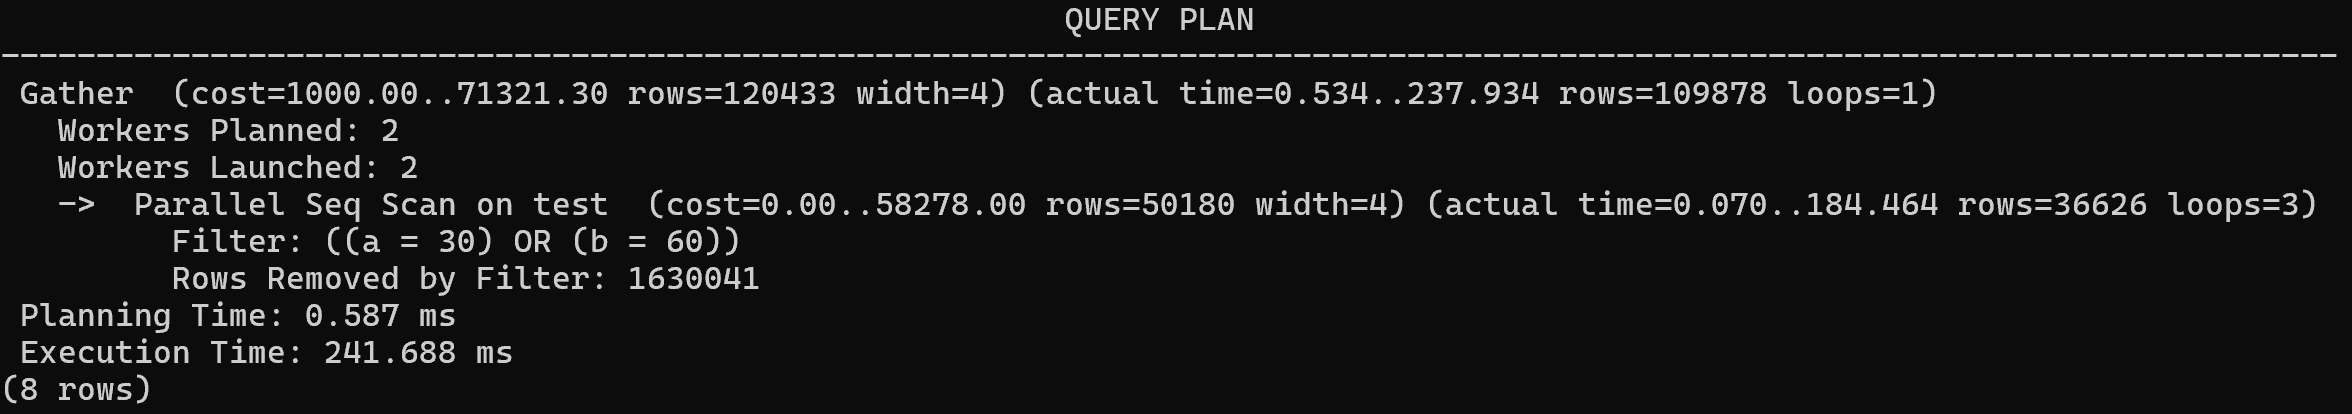 QUERY PLAN
-------------------------------------------------------------------------------------------------------------------------
Gather  (cost=1000.00..71321.30 rows=120433 width=4) (actual time=0.534..237.934 rows=109878 loops=1)
Workers Planned: 2
Workers Launched: 2
->  Parallel Seq Scan on test  (cost=0.00..58278.00 rows=50180 width=4) (actual time=0.070..184.464 rows=36626 loops=3)
Filter: ((a = 30) OR (b = 60))
Rows Removed by Filter: 1630041
Planning Time: 0.587 ms
Execution Time: 241.688 ms
(8 rows)